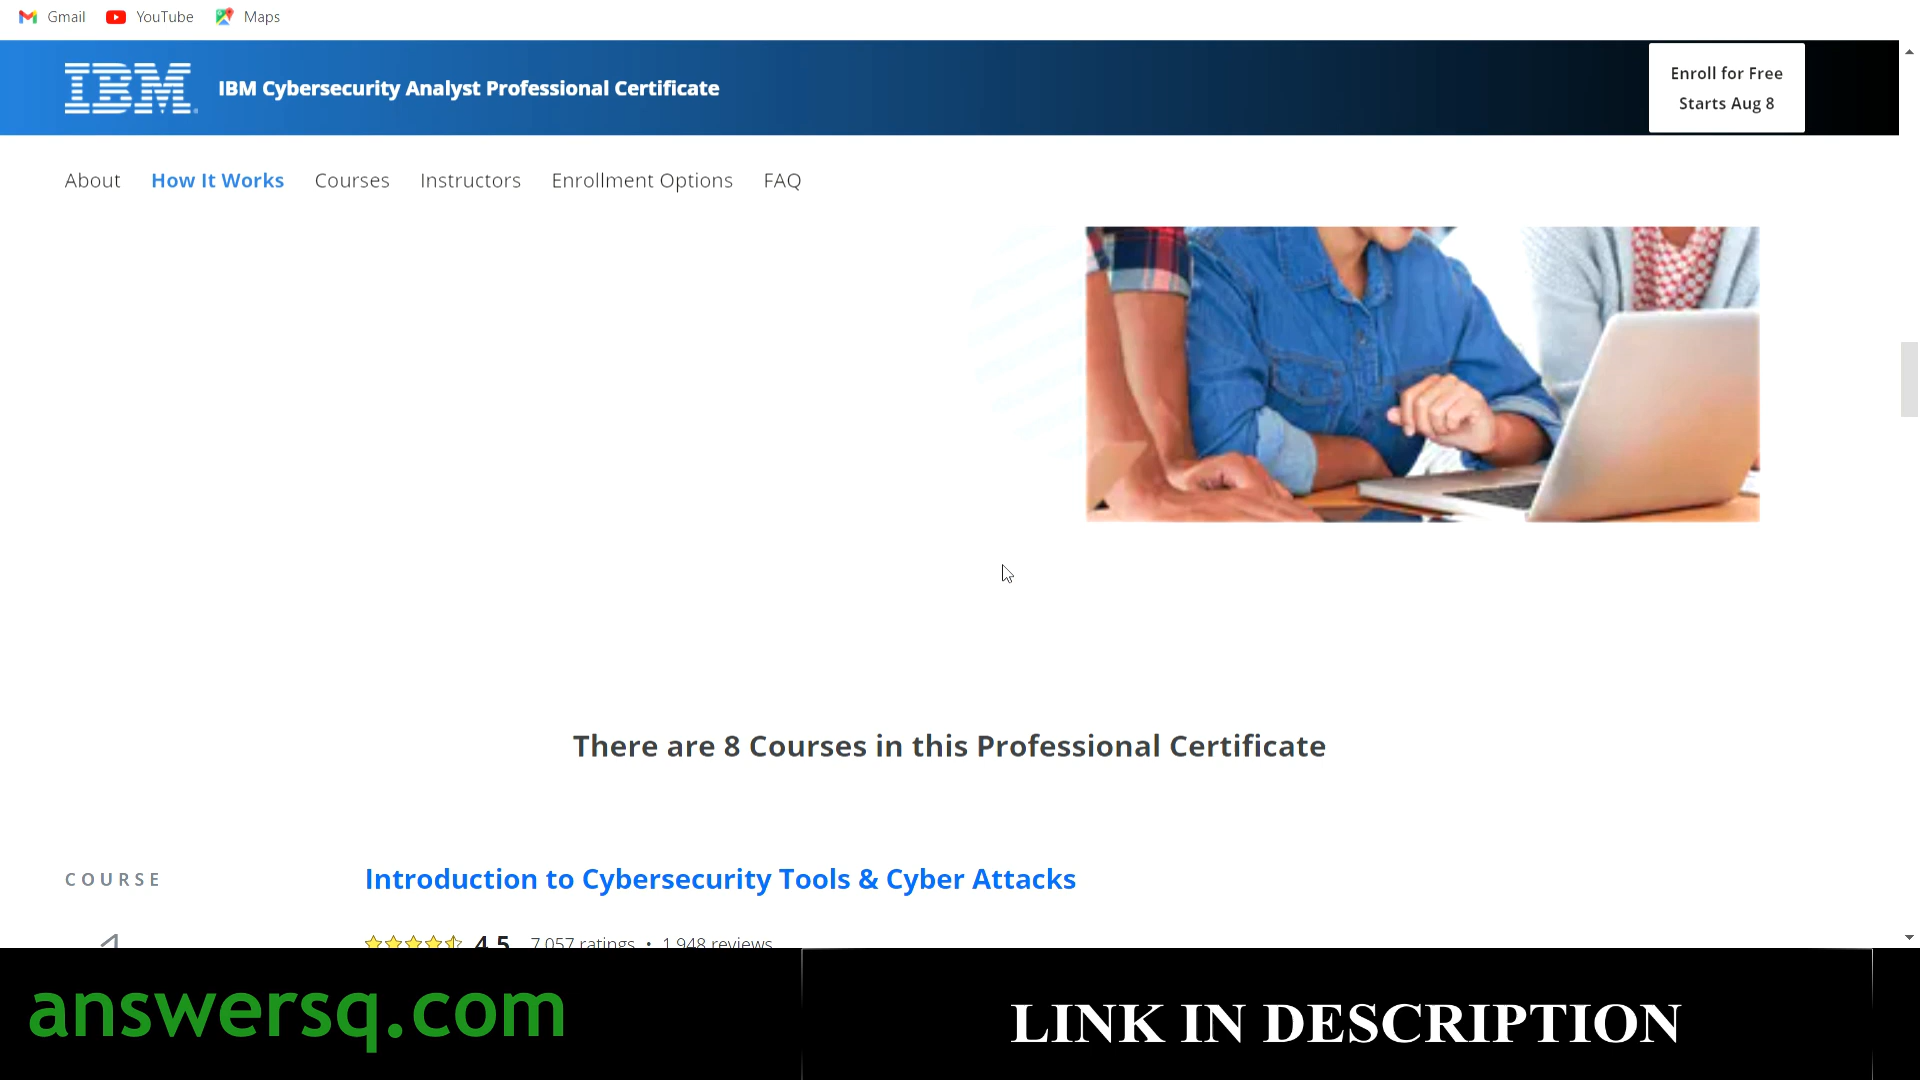 Gmail YouTube Maps
IBM IBM Cybersecurity Analyst Professional Certificate
Enroll for Free
Starts Aug 8
About How It Works Courses Instructors Enrollment Options FAQ
There are 8 Courses in this Professional Certificate
COURSE Introduction to Cybersecurity Tools & Cyber Attacks
1 4.5 7,057 ratings • 1,948 reviews
answersq.com LINK IN DESCRIPTION